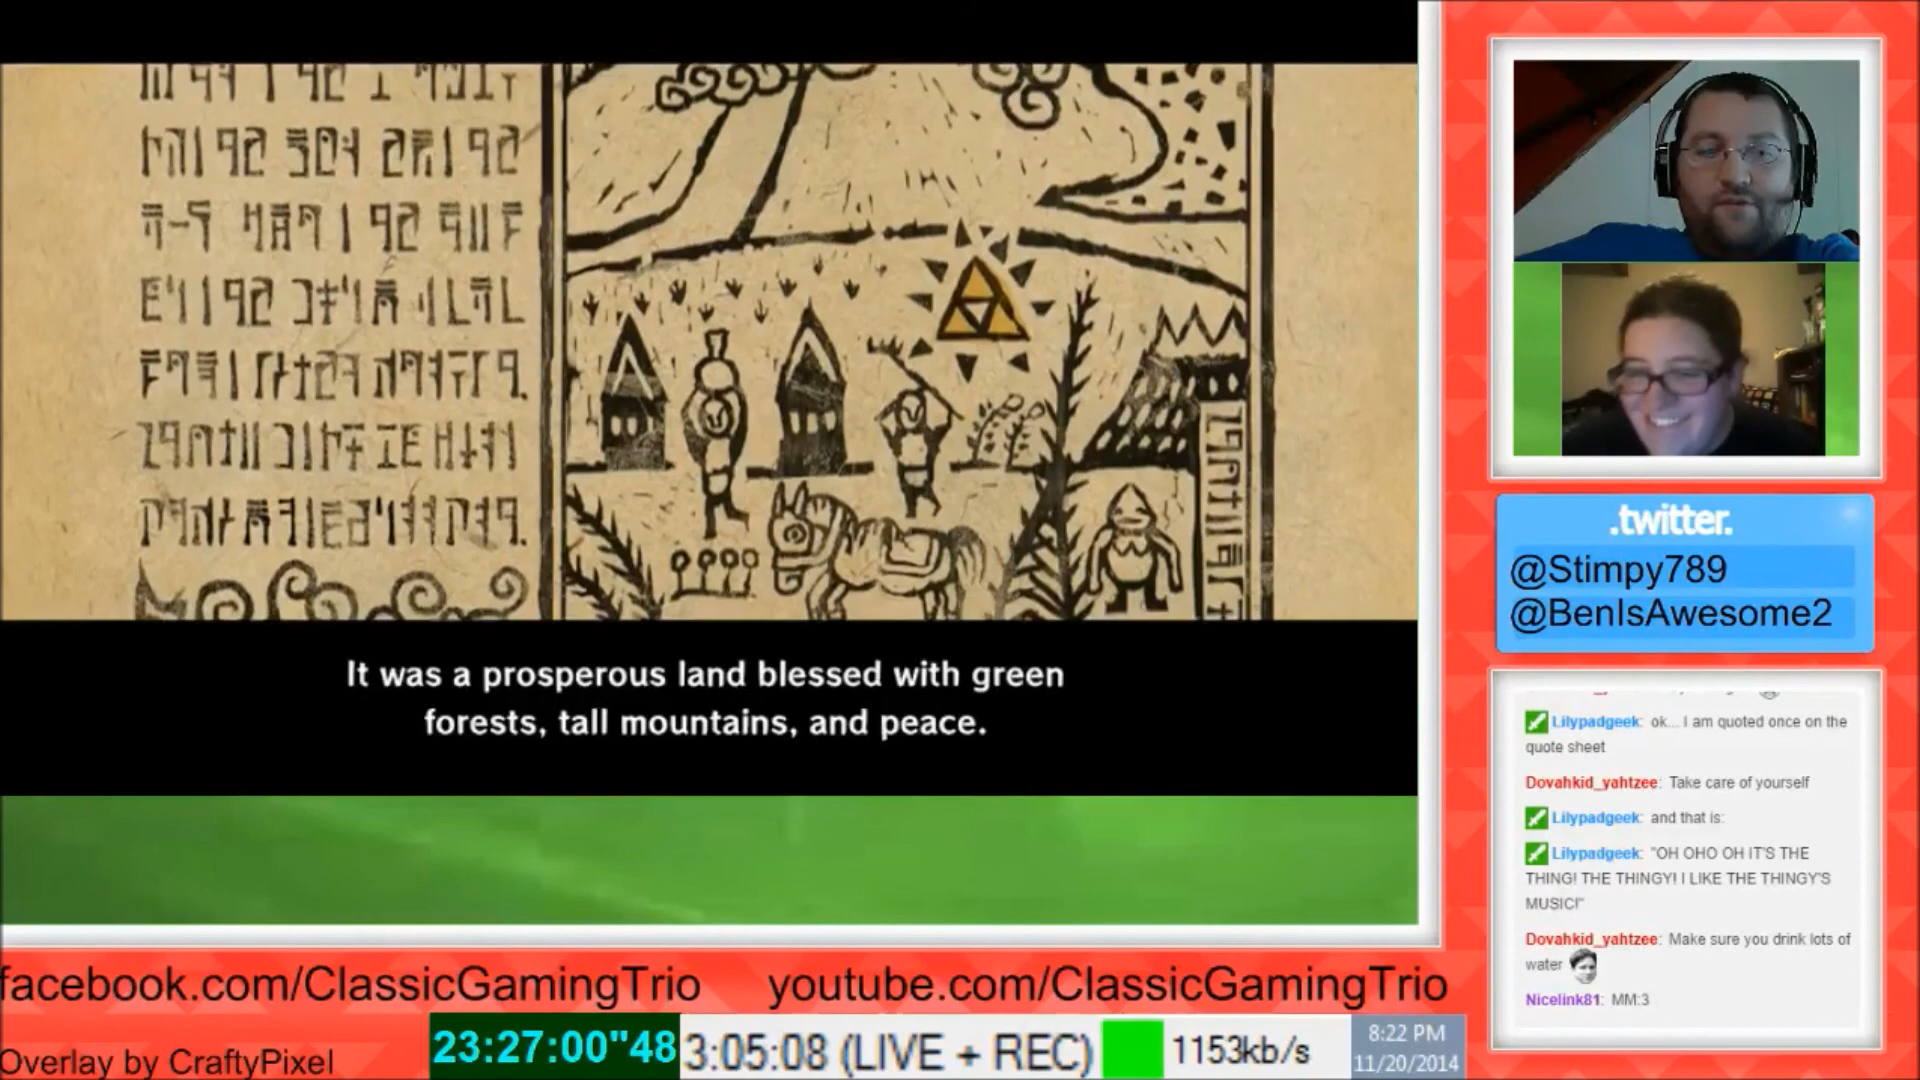 It was a prosperous land blessed with green
forests, tall mountains, and peace.
.twitter.
@Stimpy789
@BenIsAwesome2
Lilypadgeek: ok... I am quoted once on the
quote sheet
Dovahkid_yahtzee: Take care of yourself
Lilypadgeek: and that is:
Lilypadgeek: "OH OHO OH IT'S THE
THING! THE THINGY! I LIKE THE THINGY'S
MUSIC!"
Dovahkid_yahtzee: Make sure you drink lots of
water
Nicelink81: MM:3
facebook.com/ClassicGamingTrio youtube.com/ClassicGamingTrio
Overlay by CraftyPixel
23:27:00"48
3:05:08 (LIVE + REC)
1153kb/s
8:22 PM
11/20/2014